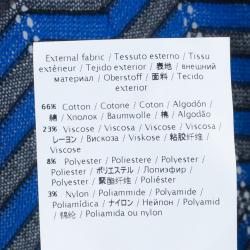 External fabric / Tessuto esterno / Tissu
extérieur / Tejido exterior / 表地 / внешний
материал / Oberstoff / 面料 / Tecido
exterior
66% Cotton / Cotone / Coton / Algodón /
綿 / Хлопок / Baumwolle / 棉 / Algodão
23% Viscose / Viscosa / Viscose / Viscosa /
レーヨン / Вискоза / Viskose / 粘胶纤维 /
Viscose
8% Polyester / Poliestere / Polyester /
Poliéster / ポリエステル / Полиэфир /
Polyester / 聚酯纤维 / Poliéster
3% Nylon / Poliammide / Polyamide /
Poliamídica / ナイロン / Нейлон / Polyamid
/ 锦纶 / Poliamida ou nylon